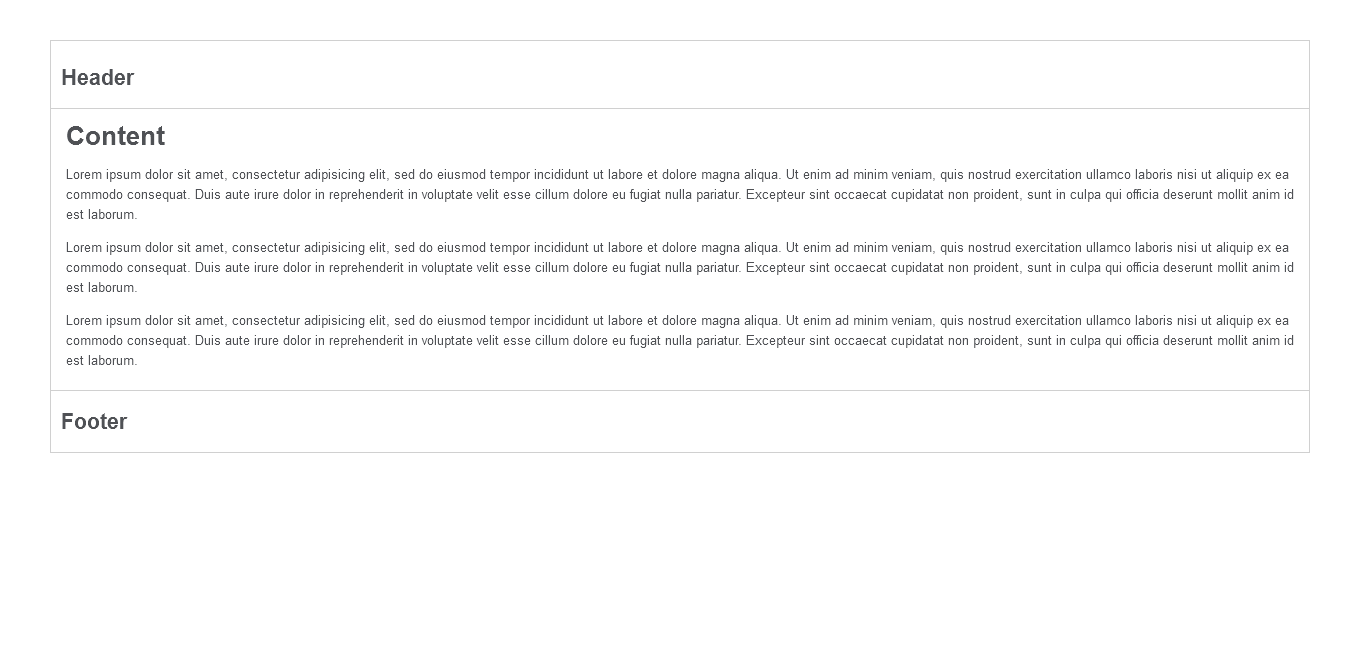 Header
Content
Lorem ipsum dolor sit amet, consectetur adipisicing elit, sed do eiusmod tempor incididunt ut labore et dolore magna aliqua. Ut enim ad minim veniam, quis nostrud exercitation ullamco laboris nisi ut aliquip ex ea
commodo consequat. Duis aute irure dolor in reprehenderit in voluptate velit esse cillum dolore eu fugiat nulla pariatur. Excepteur sint occaecat cupidatat non proident, sunt in culpa qui officia deserunt mollit anim id
est laborum.
Lorem ipsum dolor sit amet, consectetur adipisicing elit, sed do eiusmod tempor incididunt ut labore et dolore magna aliqua. Ut enim ad minim veniam, quis nostrud exercitation ullamco laboris nisi ut aliquip ex ea
commodo consequat. Duis aute irure dolor in reprehenderit in voluptate velit esse cillum dolore eu fugiat nulla pariatur. Excepteur sint occaecat cupidatat non proident, sunt in culpa qui officia deserunt mollit anim id
est laborum.
Lorem ipsum dolor sit amet, consectetur adipisicing elit, sed do eiusmod tempor incididunt ut labore et dolore magna aliqua. Ut enim ad minim veniam, quis nostrud exercitation ullamco laboris nisi ut aliquip ex ea
commodo consequat. Duis aute irure dolor in reprehenderit in voluptate velit esse cillum dolore eu fugiat nulla pariatur. Excepteur sint occaecat cupidatat non proident, sunt in culpa qui officia deserunt mollit anim id
est laborum.
Footer